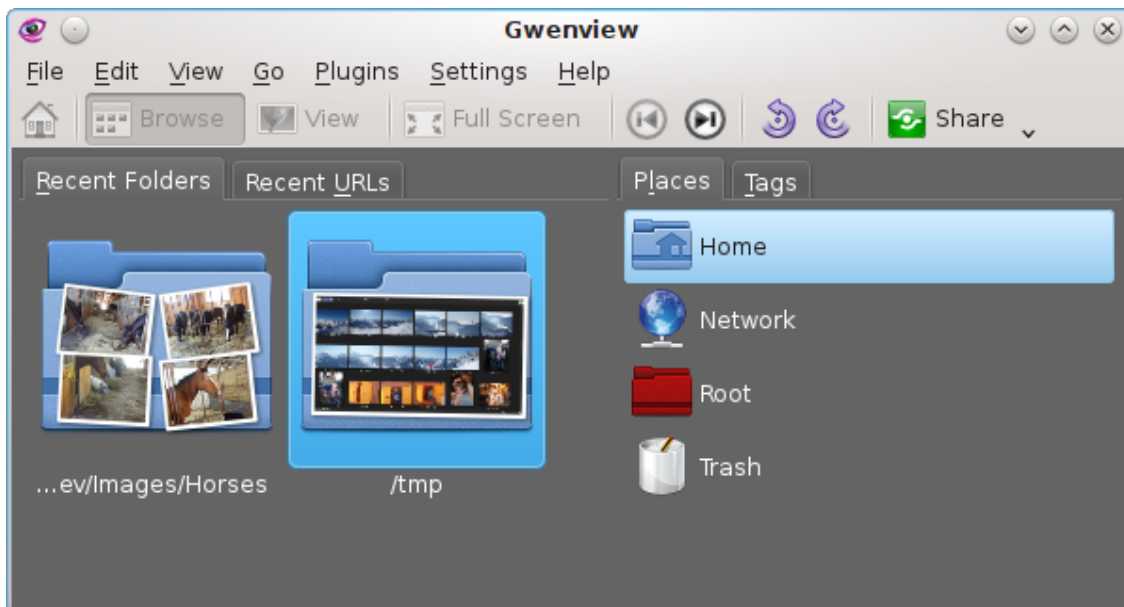 Gwenview
File Edit View Go Plugins Settings Help
Browse View Full Screen Share
Recent Folders Recent URLs Places Tags
Home
Network
Root
Trash
...ev/Images/Horses /tmp